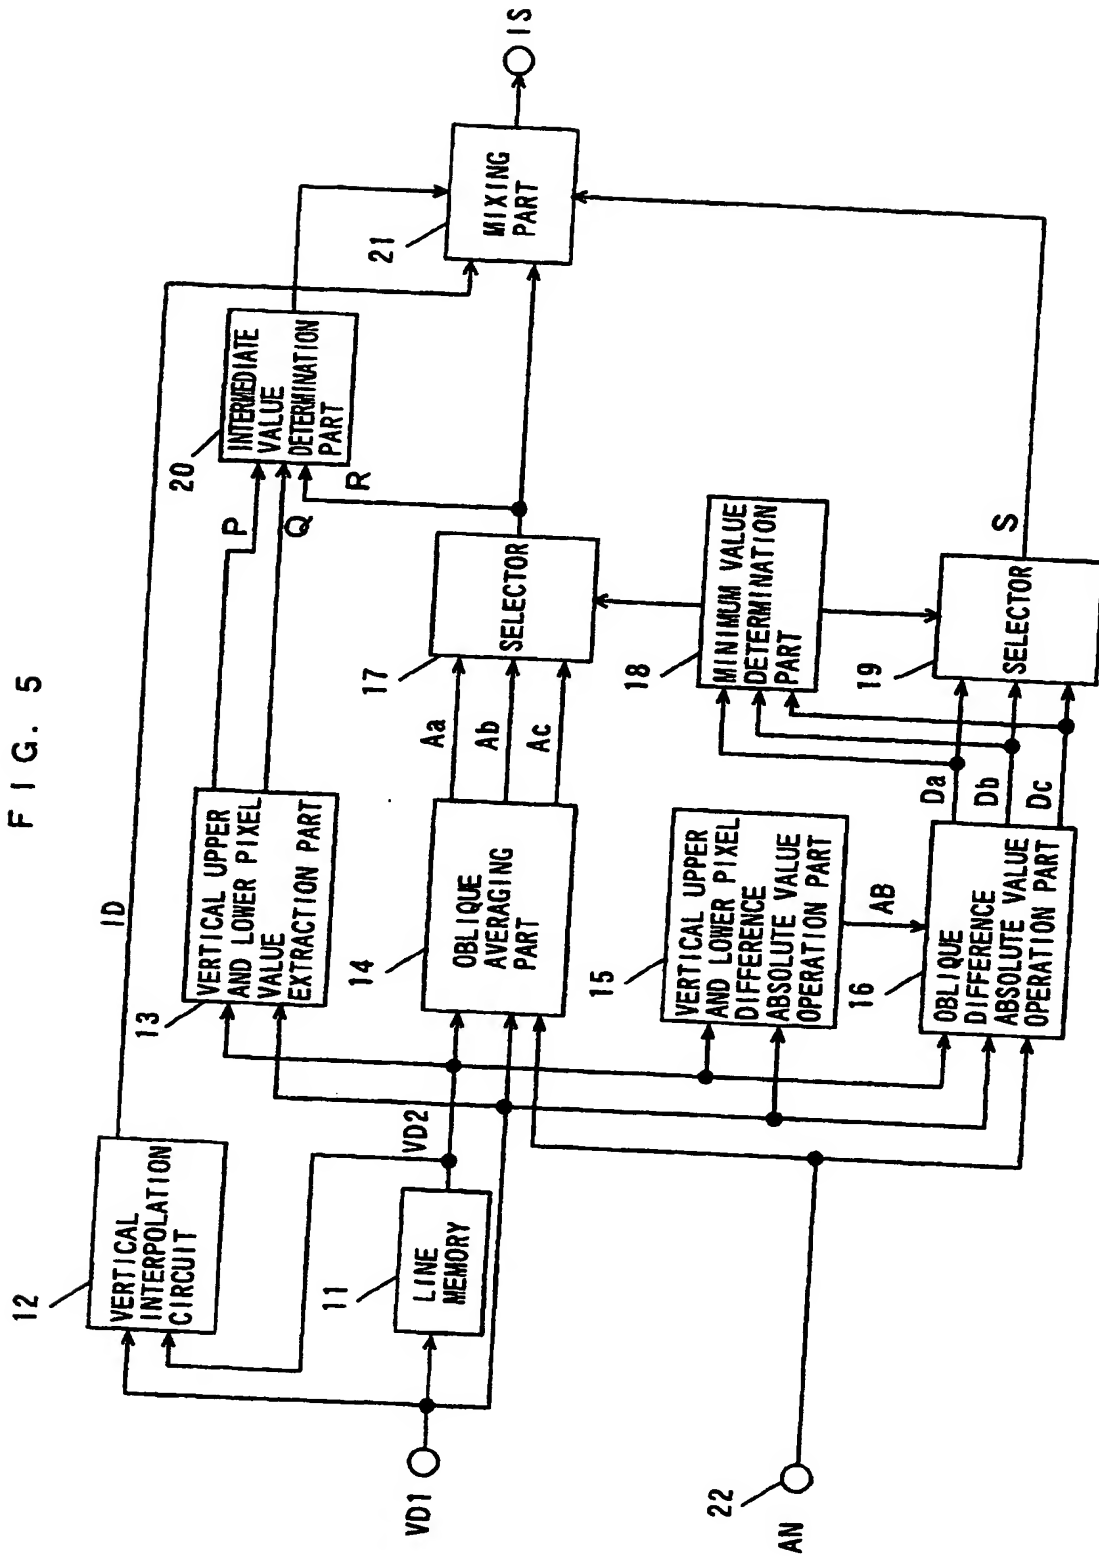 FIG. 5
12
VERTICAL
INTERPOLATION
CIRCUIT
ID
13
VERTICAL UPPER
AND LOWER PIXEL
VALUE
EXTRACTION PART
P
Q
20
INTERMEDIATE
VALUE
DETERMINATION
PART
R
21
MIXING
PART
IS
VD1
11
LINE
MEMORY
VD2
14
OBLIQUE
AVERAGING
PART
Aa
Ab
Ac
17
SELECTOR
15
VERTICAL UPPER
AND LOWER PIXEL
DIFFERENCE
ABSOLUTE VALUE
OPERATION PART
AB
18
MINIMUM VALUE
DETERMINATION
PART
16
OBLIQUE
DIFFERENCE
ABSOLUTE VALUE
OPERATION PART
Da
Db
Dc
19
SELECTOR
S
22
AN